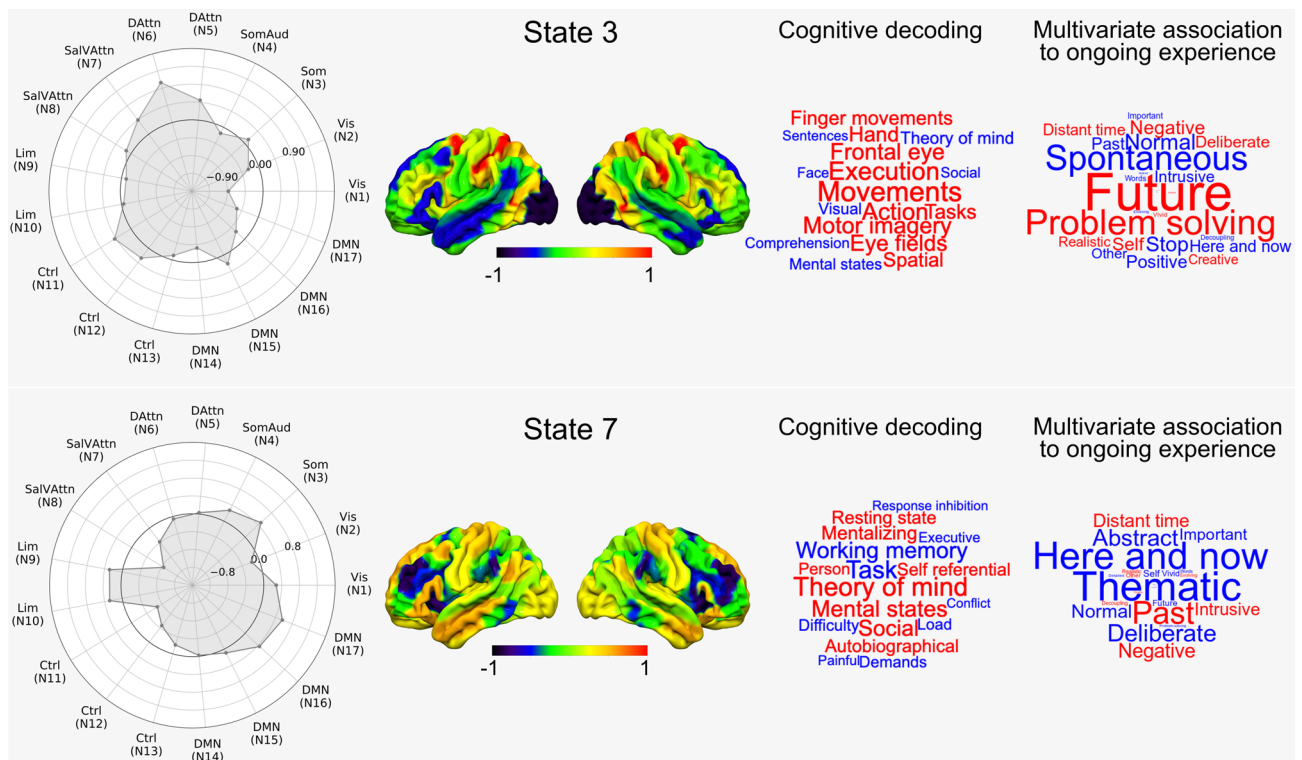 State 3
Cognitive decoding
Multivariate association
to ongoing experience
DAttn
(N5)
DAttn
(N6)
SomAud
(N4)
SalVAttn
(N7)
Som
(N3)
SalVAttn
(N8)
Vis
(N2)
Lim
(N9)
0.90
0.00
−0.90
Vis
(N1)
Lim
(N10)
DMN
(N17)
Ctrl
(N11)
DMN
(N16)
Ctrl
(N12)
DMN
(N15)
Ctrl
(N13)
DMN
(N14)
-1 1
Finger movements
Sentences Hand Theory of mind
Frontal eye
Face Execution Social
Movements
Visual Action Tasks
Motor imagery
Comprehension Eye fields
Mental states Spatial
Important
Distant time Negative
Past Normal Deliberate
Spontaneous
Words Intrusive
Future
Vivid
Problem solving
Decoupling
Realistic Self Stop Here and now
Other Positive Creative
State 7
Cognitive decoding
Multivariate association
to ongoing experience
DAttn
(N5)
DAttn
(N6)
SomAud
(N4)
SalVAttn
(N7)
Som
(N3)
SalVAttn
(N8)
Vis
(N2)
Lim
(N9)
0.8
0.0
−0.8
Vis
(N1)
Lim
(N10)
DMN
(N17)
Ctrl
(N11)
DMN
(N16)
Ctrl
(N12)
DMN
(N15)
Ctrl
(N13)
DMN
(N14)
-1 1
Response inhibition
Resting state
Mentalizing Executive
Working memory
Person Task Self referential
Theory of mind
Mental states Conflict
Difficulty Social Load
Autobiographical
Painful Demands
Distant time
Abstract Important
Here and now
Self Vivid Words
Thematic
Decoupling Future
Normal Past Intrusive
Deliberate
Negative